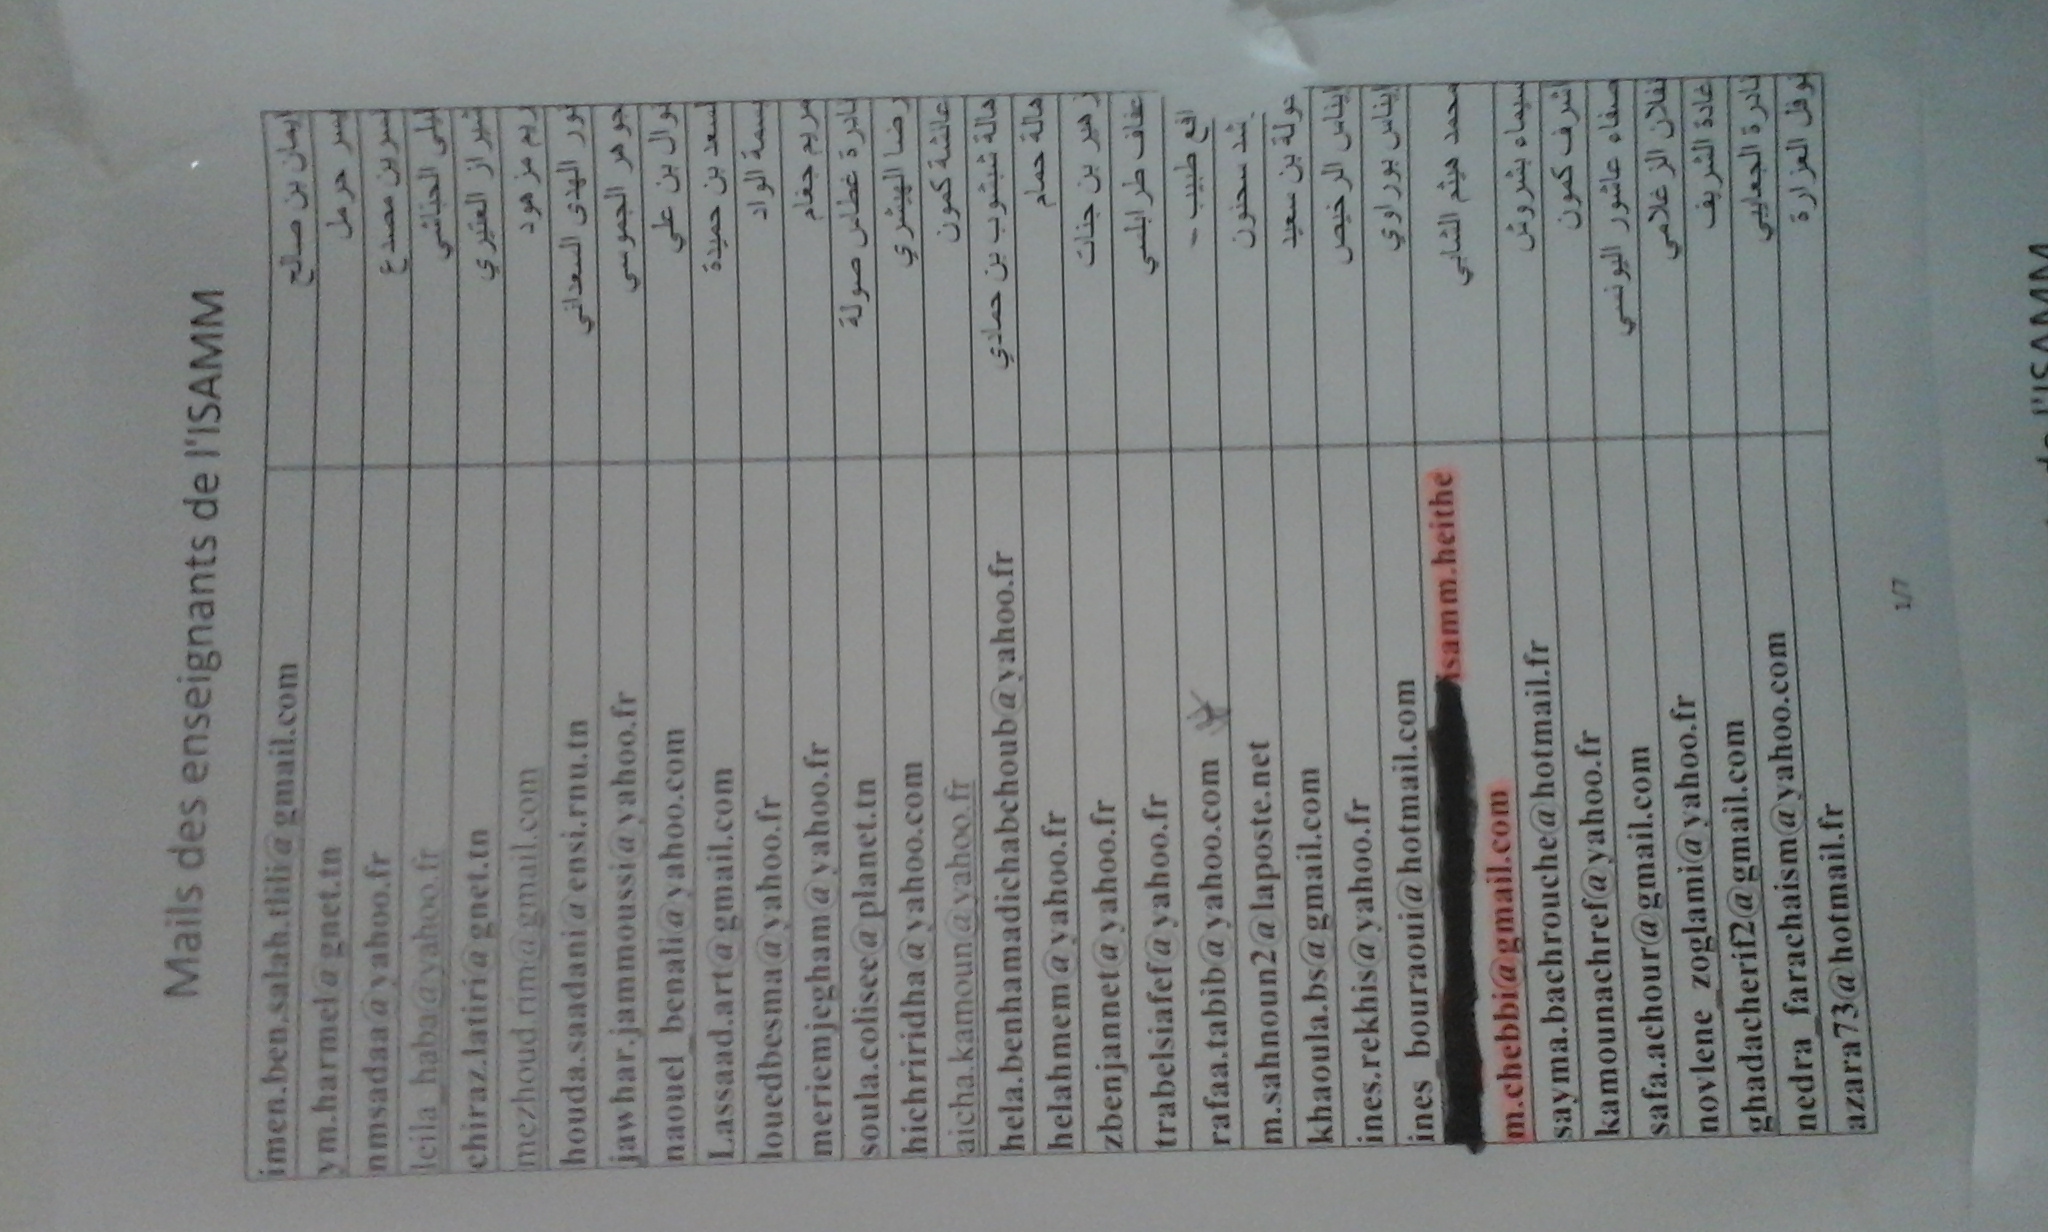 Mails des enseignants de l'ISAMM
imen.ben.salah.tlili@gmail.com ايمان بن صالح
ym.harmel@gnet.tn يسر حرمل
nmsadaa@yahoo.fr نسرين مصدع
leila_haba@yahoo.fr ليلى الحبّاشي
chiraz.latiri@gnet.tn شيراز العتيري
mezhoud.rim@gmail.com ريم مزهود
houda.saadani@ensi.rnu.tn نور الهدى السعداني
jawhar.jammoussi@yahoo.fr جوهر الجموسي
naouel_benali@yahoo.com نوال بن علي
Lassaad.art@gmail.com لسعد بن حميدة
louedbesma@yahoo.fr بسمة الواد
meriemjegham@yahoo.fr مريم جغام
soula.colisee@planet.tn نادرة غطاس صولة
hichriridha@yahoo.com رضا الهيشري
aicha.kamoun@yahoo.fr عائشة كمون
hela.benhamadichabchoub@yahoo.fr هالة شبشوب بن حمادي
helahmem@yahoo.fr هالة حمام
zbenjannet@yahoo.fr زهير بن جنات
trabelsiafef@yahoo.fr عفاف طرابلسي
rafaa.tabib@yahoo.com افع طبيب -
m.sahnoun2@laposte.net شد سحنون
khaoula.bs@gmail.com خولة بن سعيد
ines.rekhis@yahoo.fr ايناس الرخيص
ines_bouraoui@hotmail.com إيناس بوراوي
isamm.heithe محمد هيثم الشابي
m.chebbi@gmail.com
sayma.bachrouche@hotmail.fr سيماء بشروش
kamounachref@yahoo.fr اشرف كمون
safa.achour@gmail.com صفاء عاشور اليونسي
novlene_zoglami@yahoo.fr نفلان الزغلامي
ghadacherif2@gmail.com غادة الشريف
nedra_farachaism@yahoo.com نادرة الجعايبي
azara73@hotmail.fr نوفل العزارة
1/7
de l'ISAMM